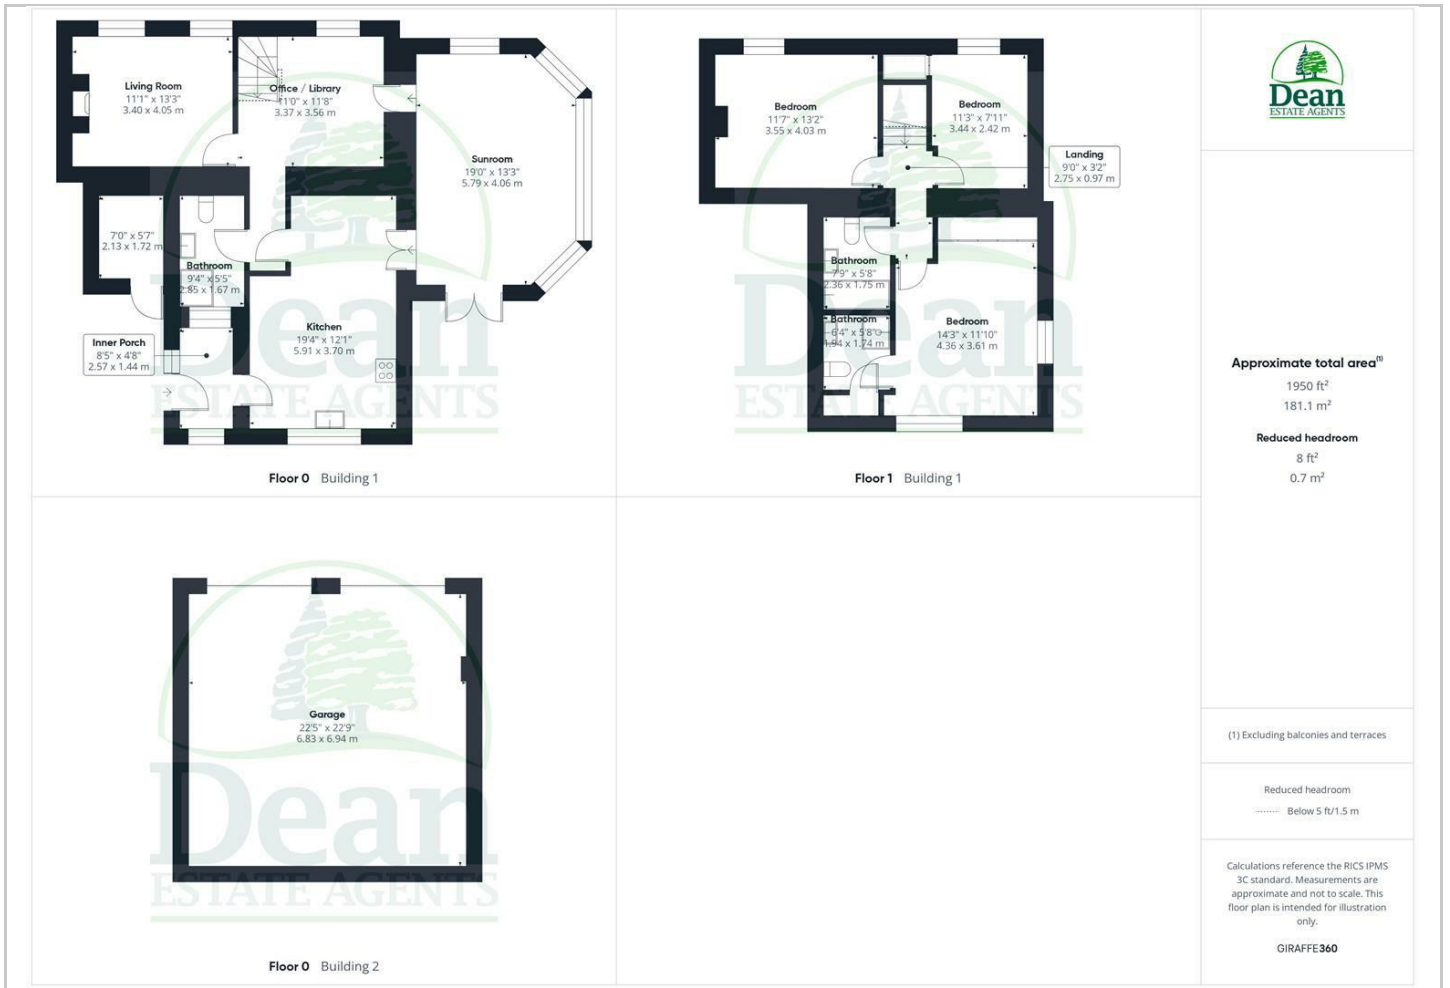 Living Room
11'1" x 13'3"
3.40 x 4.05 m
Office / Library
11'0" x 11'8"
3.37 x 3.56 m
Sunroom
19'0" x 13'3"
5.79 x 4.06 m
7'0" x 5'7"
2.13 x 1.72 m
Bathroom
9'4" x 5'5"
2.85 x 1.67 m
Inner Porch
8'5" x 4'8"
2.57 x 1.44 m
Kitchen
19'4" x 12'1"
5.91 x 3.70 m
Dean
ESTATE AGENTS
Floor 0 Building 1
Bedroom
11'7" x 13'2"
3.55 x 4.03 m
Bedroom
11'3" x 7'11"
3.44 x 2.42 m
Landing
9'0" x 3'2"
2.75 x 0.97 m
Bathroom
7'9" x 5'8"
2.36 x 1.75 m
Bathroom
6'4" x 5'8"
1.94 x 1.74 m
Bedroom
14'3" x 11'10"
4.36 x 3.61 m
Dean
ESTATE AGENTS
Floor 1 Building 1
Garage
22'5" x 22'9"
6.83 x 6.94 m
Dean
ESTATE AGENTS
Floor 0 Building 2
Dean
ESTATE AGENTS
Approximate total area(1)
1950 ft²
181.1 m²
Reduced headroom
8 ft²
0.7 m²
(1) Excluding balconies and terraces
Reduced headroom
Below 5 ft/1.5 m
Calculations reference the RICS IPMS
3C standard. Measurements are
approximate and not to scale. This
floor plan is intended for illustration
only.
GIRAFFE360